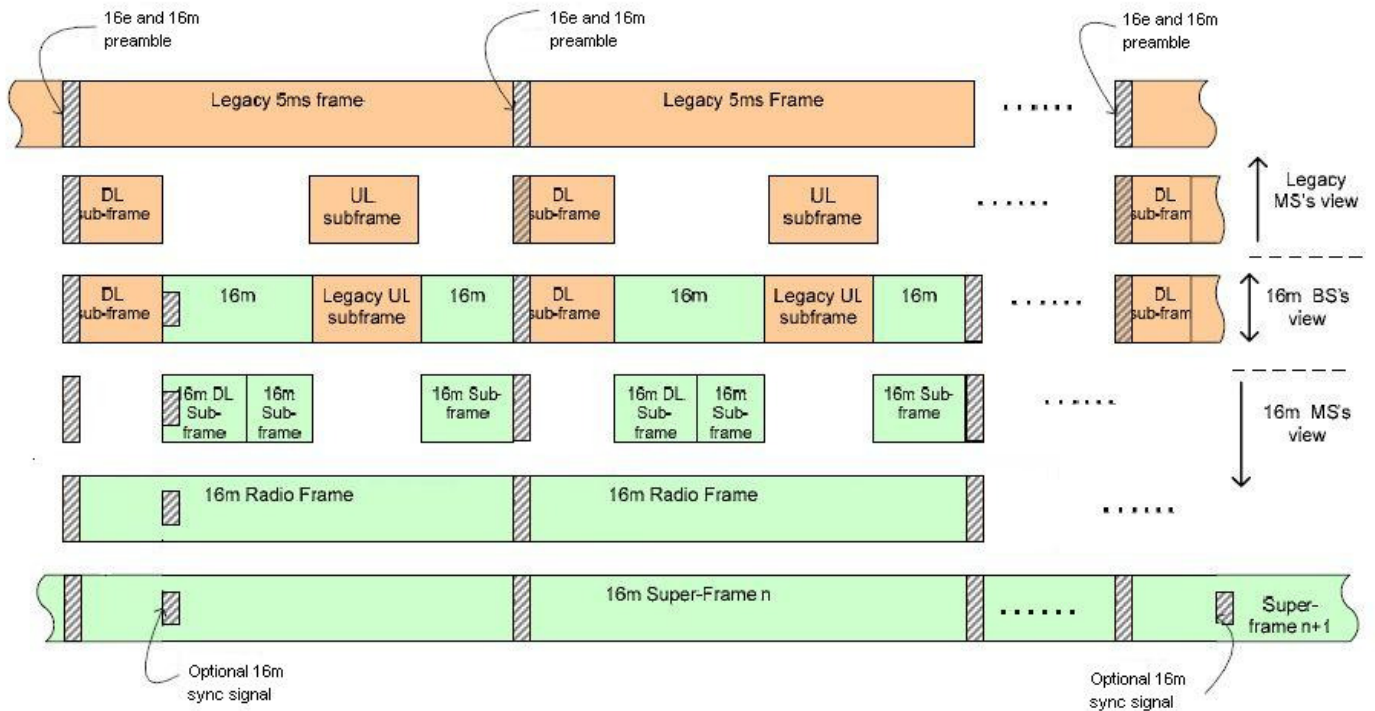 16e and 16m
preamble
16e and 16m
preamble
16e and 16m
preamble
Legacy 5ms frame
Legacy 5ms Frame
......
DL
sub-frame
UL
subframe
DL
sub-frame
UL
subframe
......
DL
sub-fram
Legacy
MS's view
DL
sub-frame
16m
Legacy UL
subframe
16m
DL
sub-frame
16m
Legacy UL
subframe
16m
......
DL
sub-fram
16m BS's
view
16m DL
Sub-
frame
16m
Sub-
frame
16m Sub-
frame
16m DL
Sub-
frame
16m
Sub-
frame
16m Sub-
frame
......
16m MS's
view
16m Radio Frame
16m Radio Frame
......
16m Super-Frame n
......
Super-
frame n+1
Optional 16m
sync signal
Optional 16m
sync signal